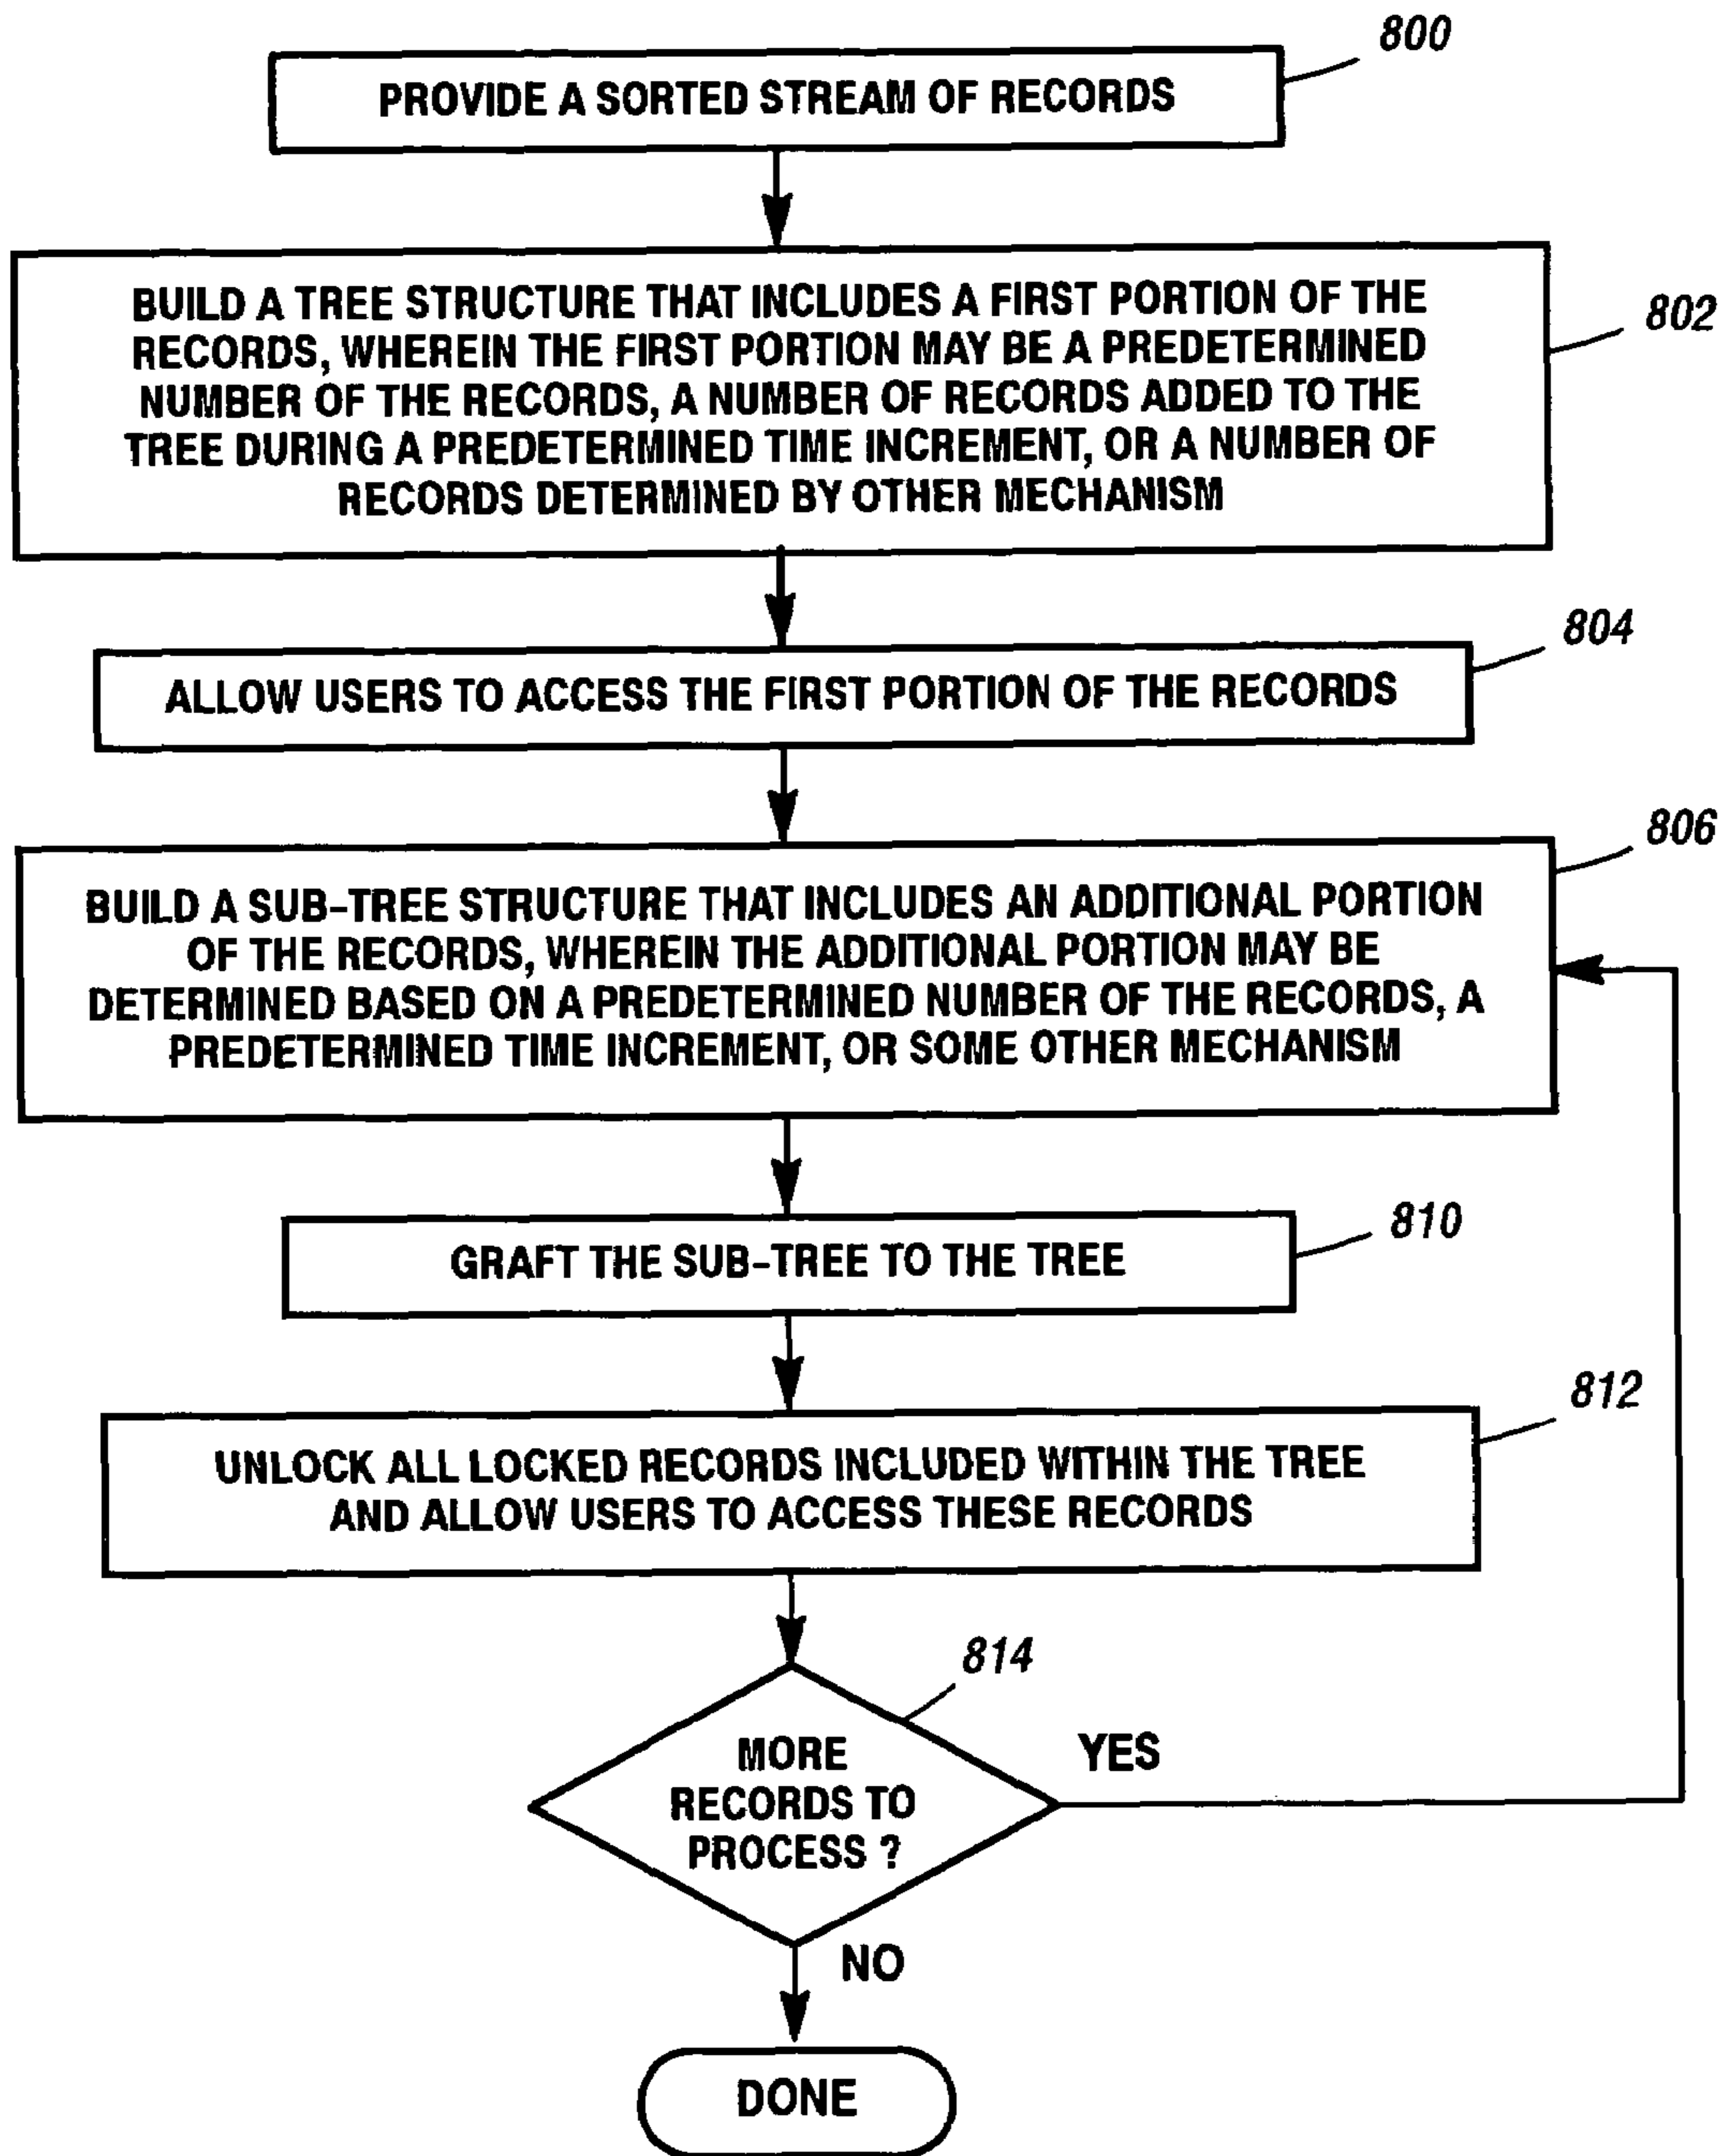 800
PROVIDE A SORTED STREAM OF RECORDS
BUILD A TREE STRUCTURE THAT INCLUDES A FIRST PORTION OF THE
RECORDS, WHEREIN THE FIRST PORTION MAY BE A PREDETERMINED
NUMBER OF THE RECORDS, A NUMBER OF RECORDS ADDED TO THE
TREE DURING A PREDETERMINED TIME INCREMENT, OR A NUMBER OF
RECORDS DETERMINED BY OTHER MECHANISM
802
804
ALLOW USERS TO ACCESS THE FIRST PORTION OF THE RECORDS
806
BUILD A SUB-TREE STRUCTURE THAT INCLUDES AN ADDITIONAL PORTION
OF THE RECORDS, WHEREIN THE ADDITIONAL PORTION MAY BE
DETERMINED BASED ON A PREDETERMINED NUMBER OF THE RECORDS, A
PREDETERMINED TIME INCREMENT, OR SOME OTHER MECHANISM
810
GRAFT THE SUB-TREE TO THE TREE
812
UNLOCK ALL LOCKED RECORDS INCLUDED WITHIN THE TREE
AND ALLOW USERS TO ACCESS THESE RECORDS
814
MORE
RECORDS TO
PROCESS ?
YES
NO
DONE